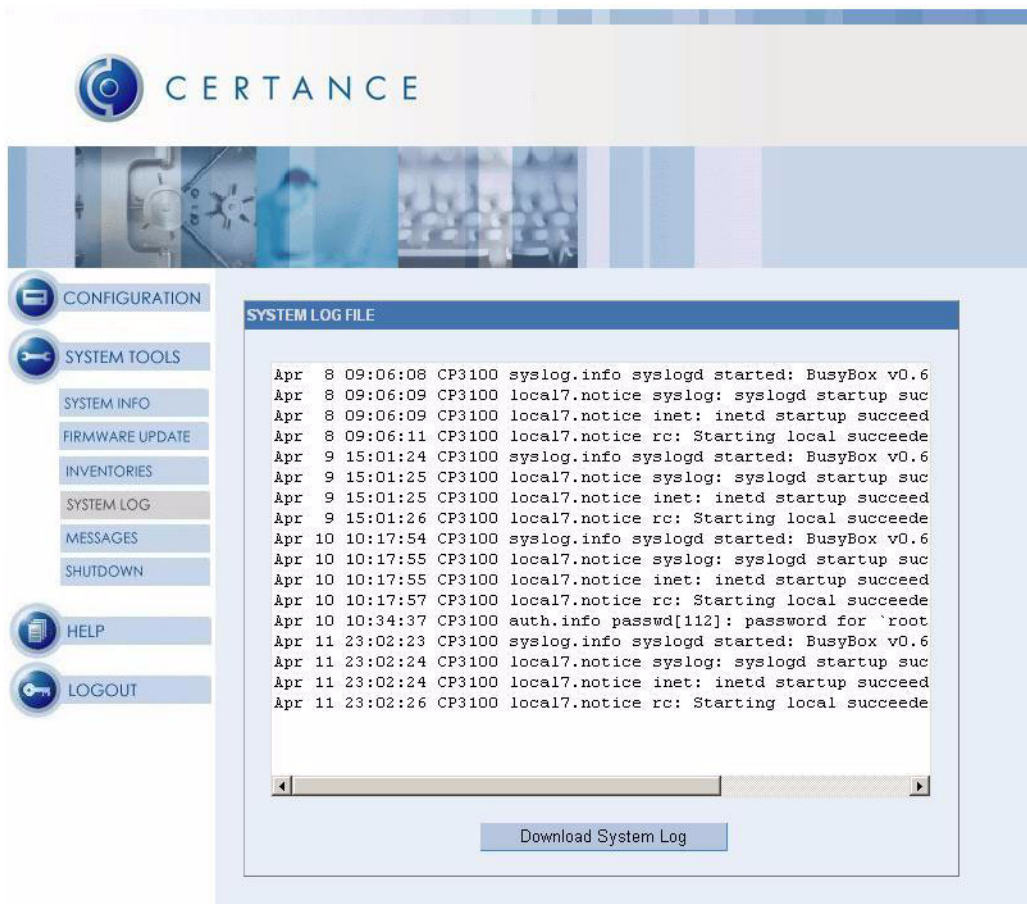 CERTANCE
CONFIGURATION
SYSTEM TOOLS
SYSTEM INFO
FIRMWARE UPDATE
INVENTORIES
SYSTEM LOG
MESSAGES
SHUTDOWN
HELP
LOGOUT
SYSTEM LOG FILE
Apr  8 09:06:08 CP3100 syslog.info syslogd started: BusyBox v0.6
Apr  8 09:06:09 CP3100 local7.notice syslog: syslogd startup suc
Apr  8 09:06:09 CP3100 local7.notice inet: inetd startup succeed
Apr  8 09:06:11 CP3100 local7.notice rc: Starting local succeede
Apr  9 15:01:24 CP3100 syslog.info syslogd started: BusyBox v0.6
Apr  9 15:01:25 CP3100 local7.notice syslog: syslogd startup suc
Apr  9 15:01:25 CP3100 local7.notice inet: inetd startup succeed
Apr  9 15:01:26 CP3100 local7.notice rc: Starting local succeede
Apr 10 10:17:54 CP3100 syslog.info syslogd started: BusyBox v0.6
Apr 10 10:17:55 CP3100 local7.notice syslog: syslogd startup suc
Apr 10 10:17:55 CP3100 local7.notice inet: inetd startup succeed
Apr 10 10:17:57 CP3100 local7.notice rc: Starting local succeede
Apr 10 10:34:37 CP3100 auth.info passwd[112]: password for `root
Apr 11 23:02:23 CP3100 syslog.info syslogd started: BusyBox v0.6
Apr 11 23:02:24 CP3100 local7.notice syslog: syslogd startup suc
Apr 11 23:02:24 CP3100 local7.notice inet: inetd startup succeed
Apr 11 23:02:26 CP3100 local7.notice rc: Starting local succeede
Download System Log